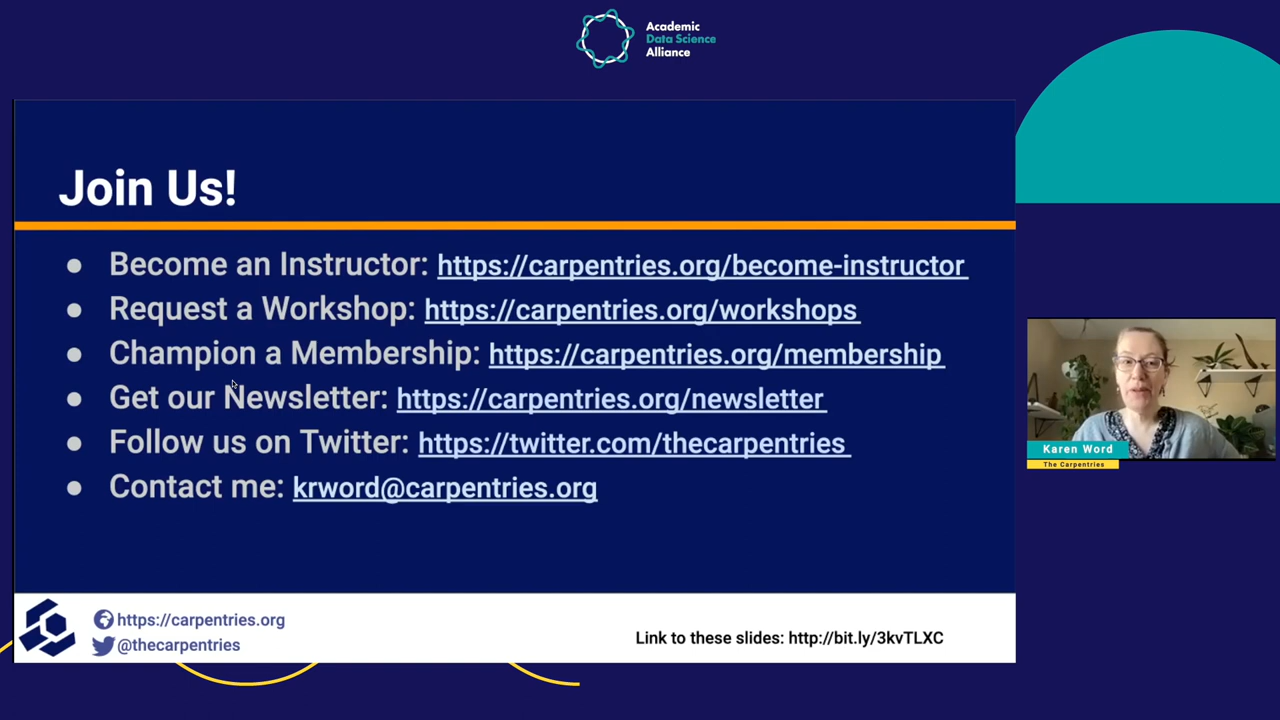 Academic
Data Science
Alliance
Join Us!
Become an Instructor: https://carpentries.org/become-instructor
Request a Workshop: https://carpentries.org/workshops
Champion a Membership: https://carpentries.org/membership
Get our Newsletter: https://carpentries.org/newsletter
Follow us on Twitter: https://twitter.com/thecarpentries
Contact me: krword@carpentries.org
Karen Word
The Carpentries
https://carpentries.org
@thecarpentries
Link to these slides: http://bit.ly/3kvTLXC